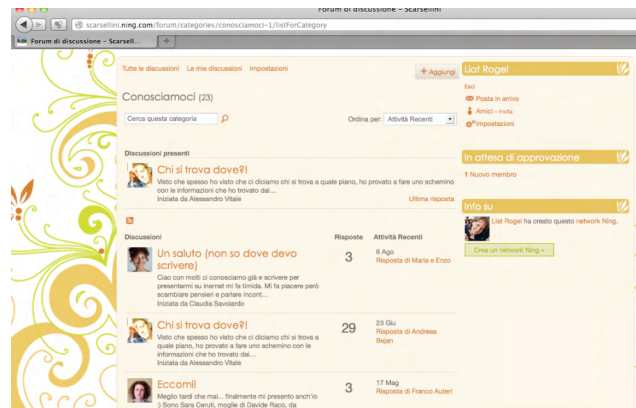 Forum di discussione – Scarsellini
scarsellini.ning.com/forum/categories/conosciamoci-1/listForCategory
Forum di discussione – Scarsell...
Tutte le discussioni Le mie discussioni Impostazioni
+ Aggiungi
Conosciamoci (23)
Cerca questa categoria
Ordina per: Attività Recenti
Discussioni presenti
Chi si trova dove?!
Visto che spesso ho visto che ci diciamo chi si trova a quale piano, ho provato a fare uno schemino
con le informazioni che ho trovato dai...
Iniziata da Alessandro Vitale
Ultima risposta
Discussioni Risposte Attività Recenti
Un saluto (non so dove devo
scrivere)
Ciao con molti ci conosciamo già e scrivere per
presentarmi su inernet mi fa timida. Mi fa piacere però
scambiare pensieri e parlare incont...
Iniziata da Claudia Savoiardo
3
6 Ago
Risposta di Maria e Enzo
Chi si trova dove?!
Visto che spesso ho visto che ci diciamo chi si trova a
quale piano, ho provato a fare uno schemino con le
informazioni che ho trovato dai...
Iniziata da Alessandro Vitale
29
23 Giu
Risposta di Andreea
Bejan
Eccomi!
Meglio tardi che mai... finalmente mi presento anch'io
:) Sono Sara Ceruti, moglie di Davide Raco, da
3
17 Mag
Risposta di Franco Auteri
Liat Rogel
Esci
Posta in arrivo
Amici – Invita
Impostazioni
In attesa di approvazione
1 Nuovo membro
Info su
Liat Rogel ha creato questo network Ning.
Crea un network Ning »